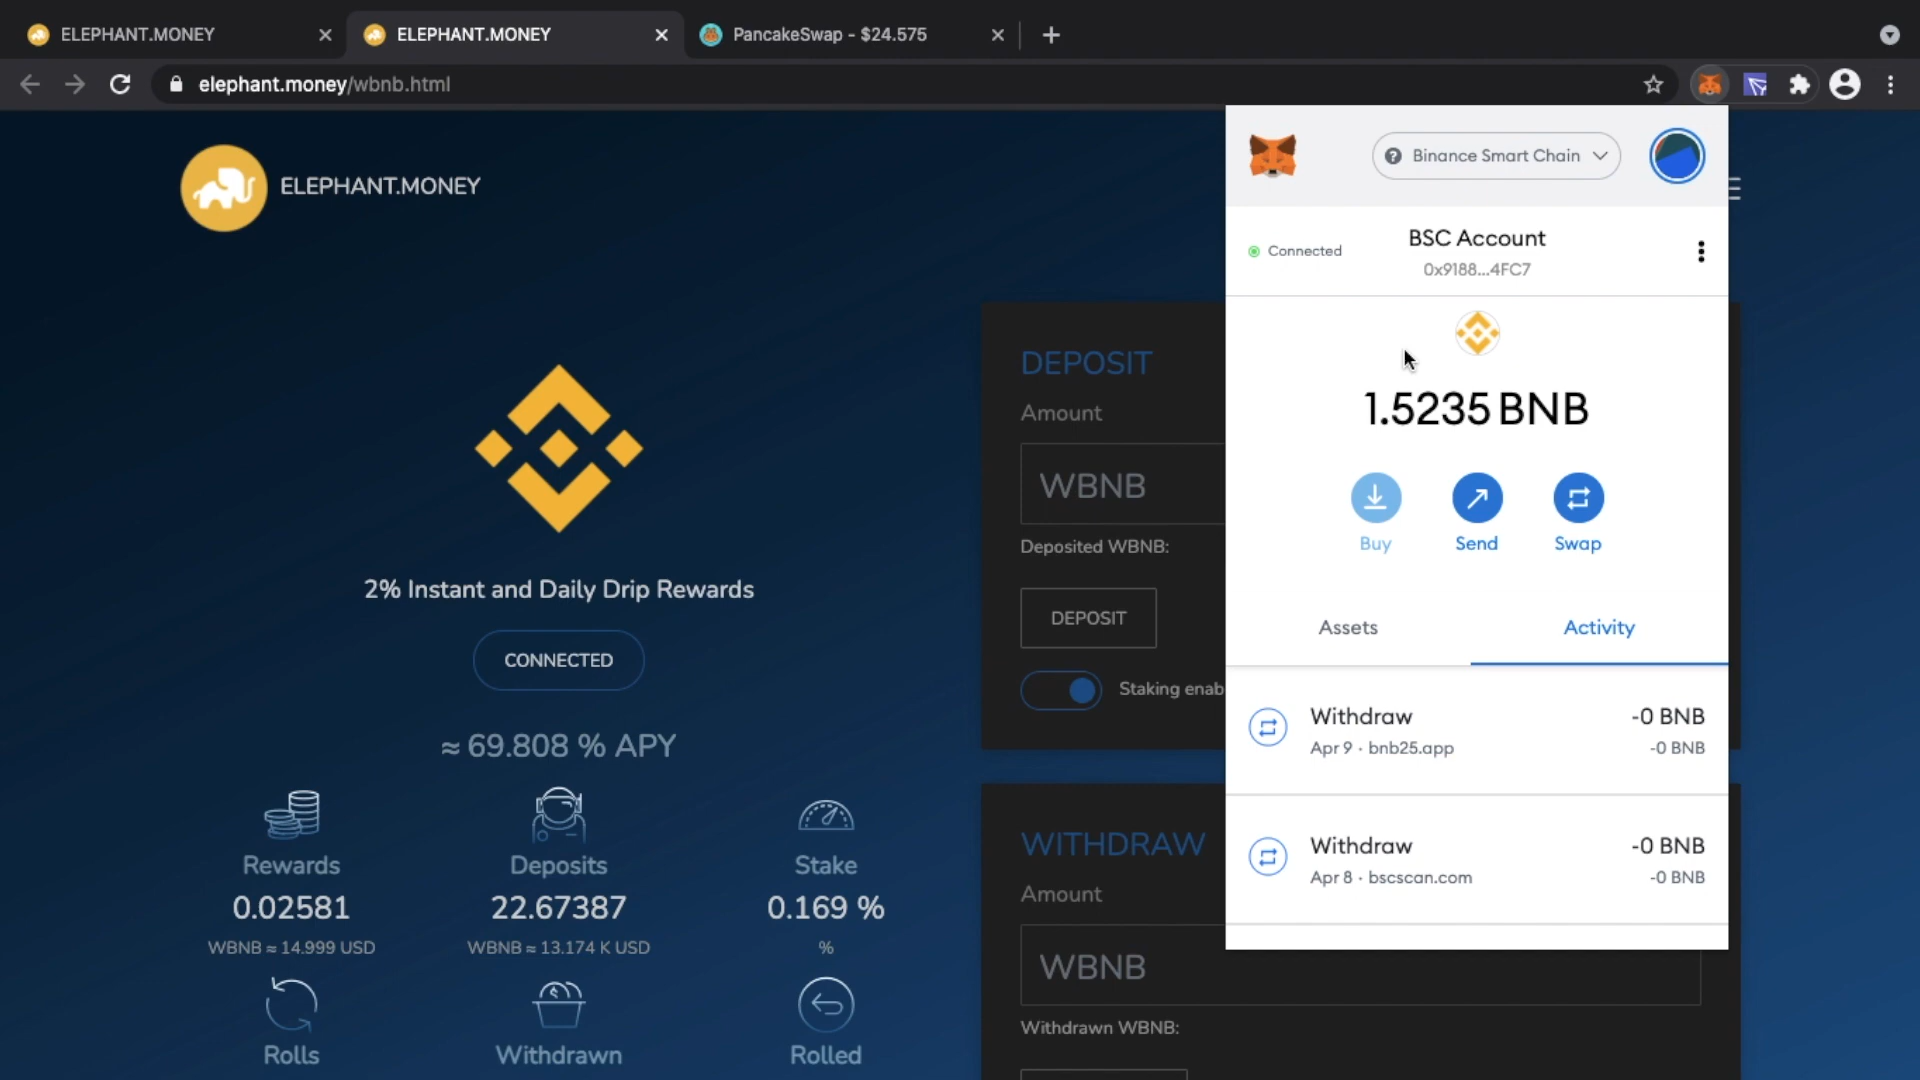 ELEPHANT.MONEY
ELEPHANT.MONEY
PancakeSwap - $24.575
elephant.money/wbnb.html
ELEPHANT.MONEY
2% Instant and Daily Drip Rewards
CONNECTED
≈ 69.808 % APY
Rewards
0.02581
WBNB ≈ 14.999 USD
Deposits
22.67387
WBNB ≈ 13.174 K USD
Stake
0.169 %
%
Rolls
Withdrawn
Rolled
DEPOSIT
Amount
WBNB
Deposited WBNB:
DEPOSIT
Staking enab
WITHDRAW
Amount
WBNB
Withdrawn WBNB:
Binance Smart Chain
Connected
BSC Account
0x9188...4FC7
1.5235 BNB
Buy
Send
Swap
Assets
Activity
Withdraw
-0 BNB
Apr 9 · bnb25.app
-0 BNB
Withdraw
-0 BNB
Apr 8 · bscscan.com
-0 BNB